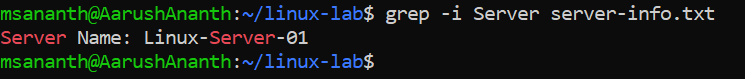 msananth@AarushAnanth:~/linux-lab$ grep -i Server server-info.txt
Server Name: Linux-Server-01
msananth@AarushAnanth:~/linux-lab$